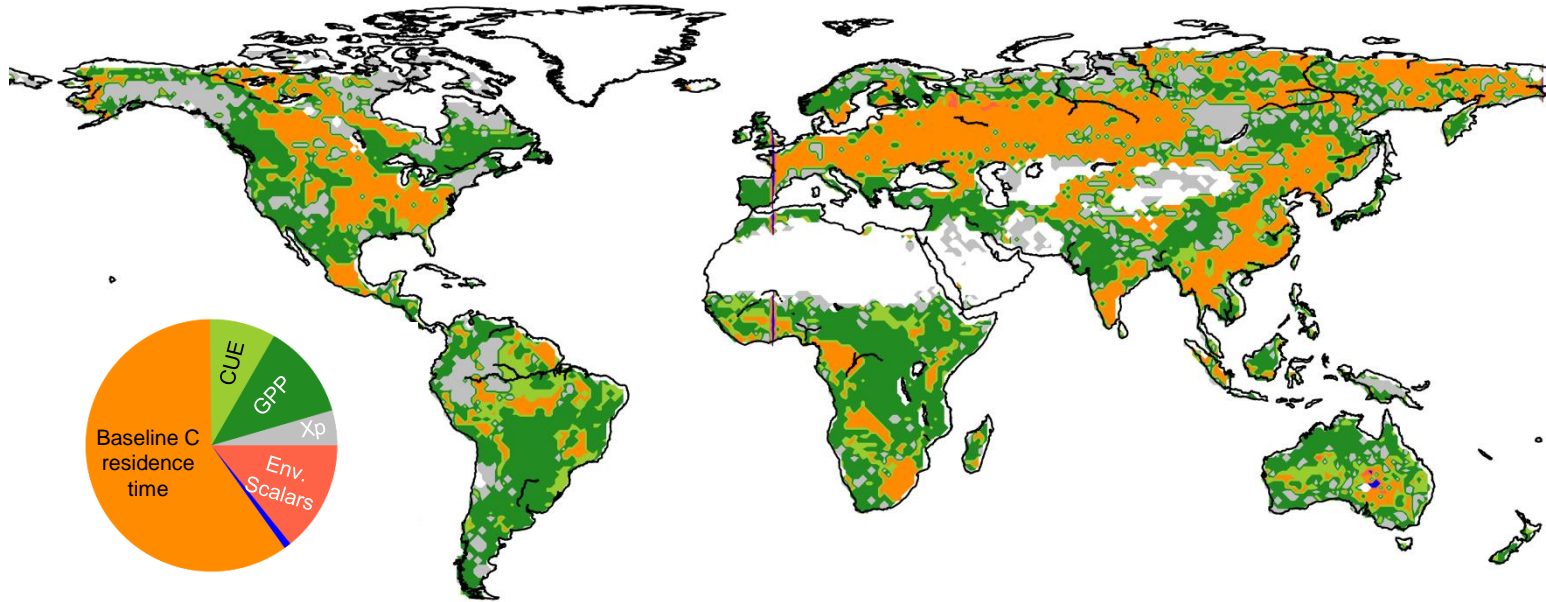 CUE
GPP
Xp
Env.
Scalars
Baseline C
residence
time